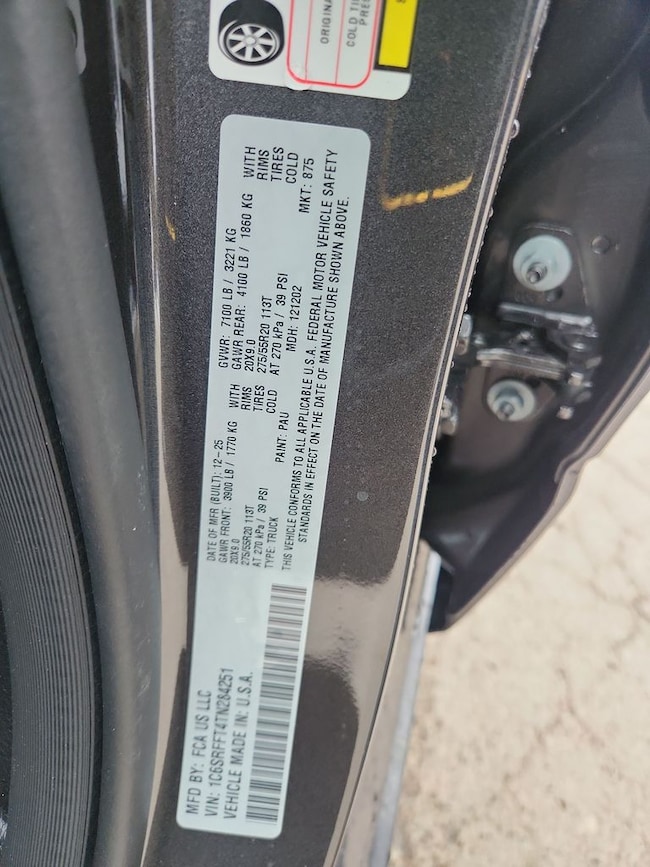 ORIGINA
COLD TI
PRES
MFD BY: FCA US LLC
VIN: 1C6SRFFT4TN284251
VEHICLE MADE IN: U.S.A.
DATE OF MFR (BUILT): 12-25
GAWR FRONT: 3900 LB / 1770 KG WITH
20X9.0 RIMS
275/55R20 113T TIRES
AT 270 kPa / 39 PSI COLD
TYPE: TRUCK
PAINT: PAU
GVWR: 7100 LB / 3221 KG
GAWR REAR: 4100 LB / 1860 KG WITH
20X9.0 RIMS
275/55R20 113T TIRES
AT 270 kPa / 39 PSI COLD
MDH: 121202 MKT: 875
THIS VEHICLE CONFORMS TO ALL APPLICABLE U.S.A. FEDERAL MOTOR VEHICLE SAFETY
STANDARDS IN EFFECT ON THE DATE OF MANUFACTURE SHOWN ABOVE.